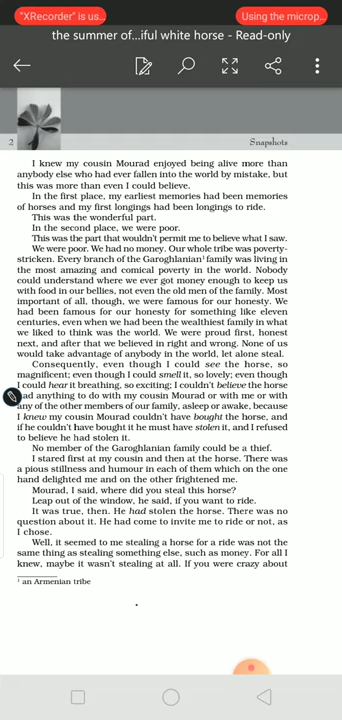 "XRecorder" is us...
Using the microp...
the summer of...iful white horse - Read-only
2
Snapshots
I knew my cousin Mourad enjoyed being alive more than
anybody else who had ever fallen into the world by mistake, but
this was more than even I could believe.
In the first place, my earliest memories had been memories
of horses and my first longings had been longings to ride.
This was the wonderful part.
In the second place, we were poor.
This was the part that wouldn't permit me to believe what I saw.
We were poor. We had no money. Our whole tribe was poverty-
stricken. Every branch of the Garoghlanian¹ family was living in
the most amazing and comical poverty in the world. Nobody
could understand where we ever got money enough to keep us
with food in our bellies, not even the old men of the family. Most
important of all, though, we were famous for our honesty. We
had been famous for our honesty for something like eleven
centuries, even when we had been the wealthiest family in what
we liked to think was the world. We were proud first, honest
next, and after that we believed in right and wrong. None of us
would take advantage of anybody in the world, let alone steal.
Consequently, even though I could see the horse, so
magnificent; even though I could smell it, so lovely; even though
I could hear it breathing, so exciting; I couldn't believe the horse
had anything to do with my cousin Mourad or with me or with
any of the other members of our family, asleep or awake, because
I knew my cousin Mourad couldn't have bought the horse, and
if he couldn't have bought it he must have stolen it, and I refused
to believe he had stolen it.
No member of the Garoghlanian family could be a thief.
I stared first at my cousin and then at the horse. There was
a pious stillness and humour in each of them which on the one
hand delighted me and on the other frightened me.
Mourad, I said, where did you steal this horse?
Leap out of the window, he said, if you want to ride.
It was true, then. He had stolen the horse. There was no
question about it. He had come to invite me to ride or not, as
I chose.
Well, it seemed to me stealing a horse for a ride was not the
same thing as stealing something else, such as money. For all I
knew, maybe it wasn't stealing at all. If you were crazy about
¹ an Armenian tribe